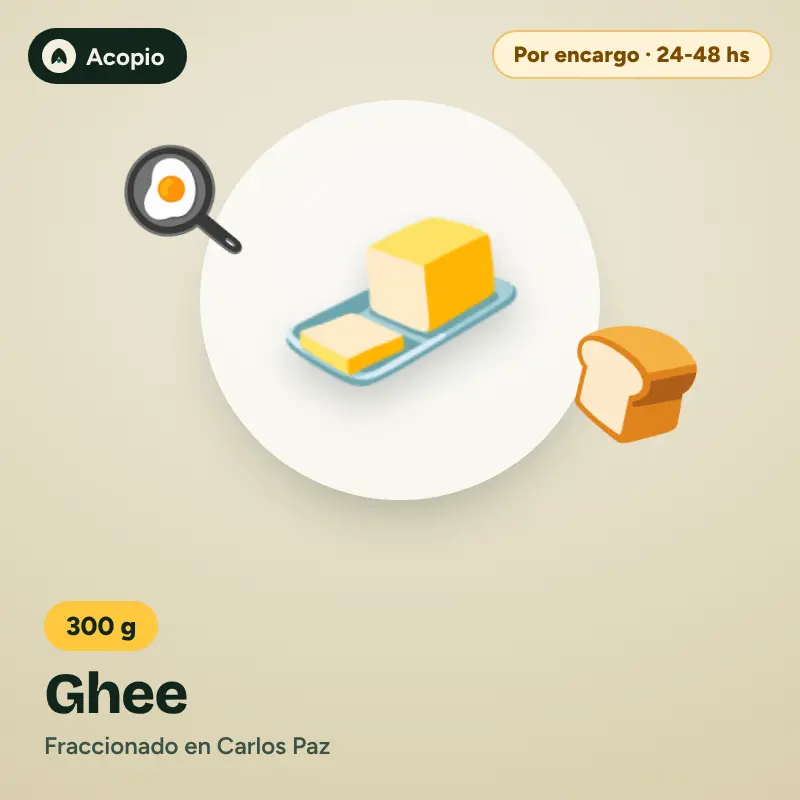 Acopio
Por encargo · 24-48 hs
300 g
Ghee
Fraccionado en Carlos Paz